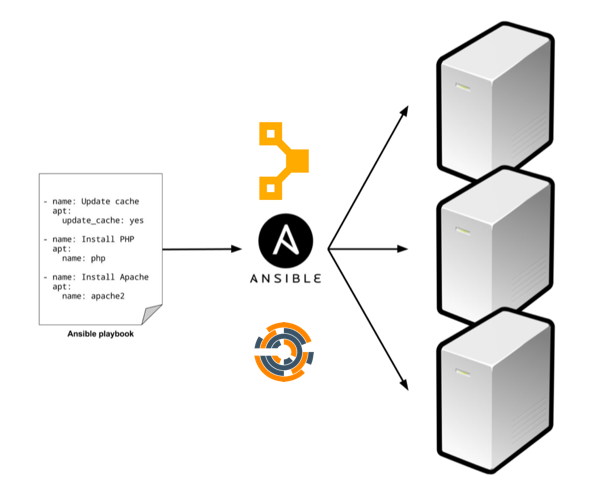 - name: Update cache
  apt:
    update_cache: yes
- name: Install PHP
  apt:
    name: php
- name: Install Apache
  apt:
    name: apache2
Ansible playbook
A
ANSIBLE